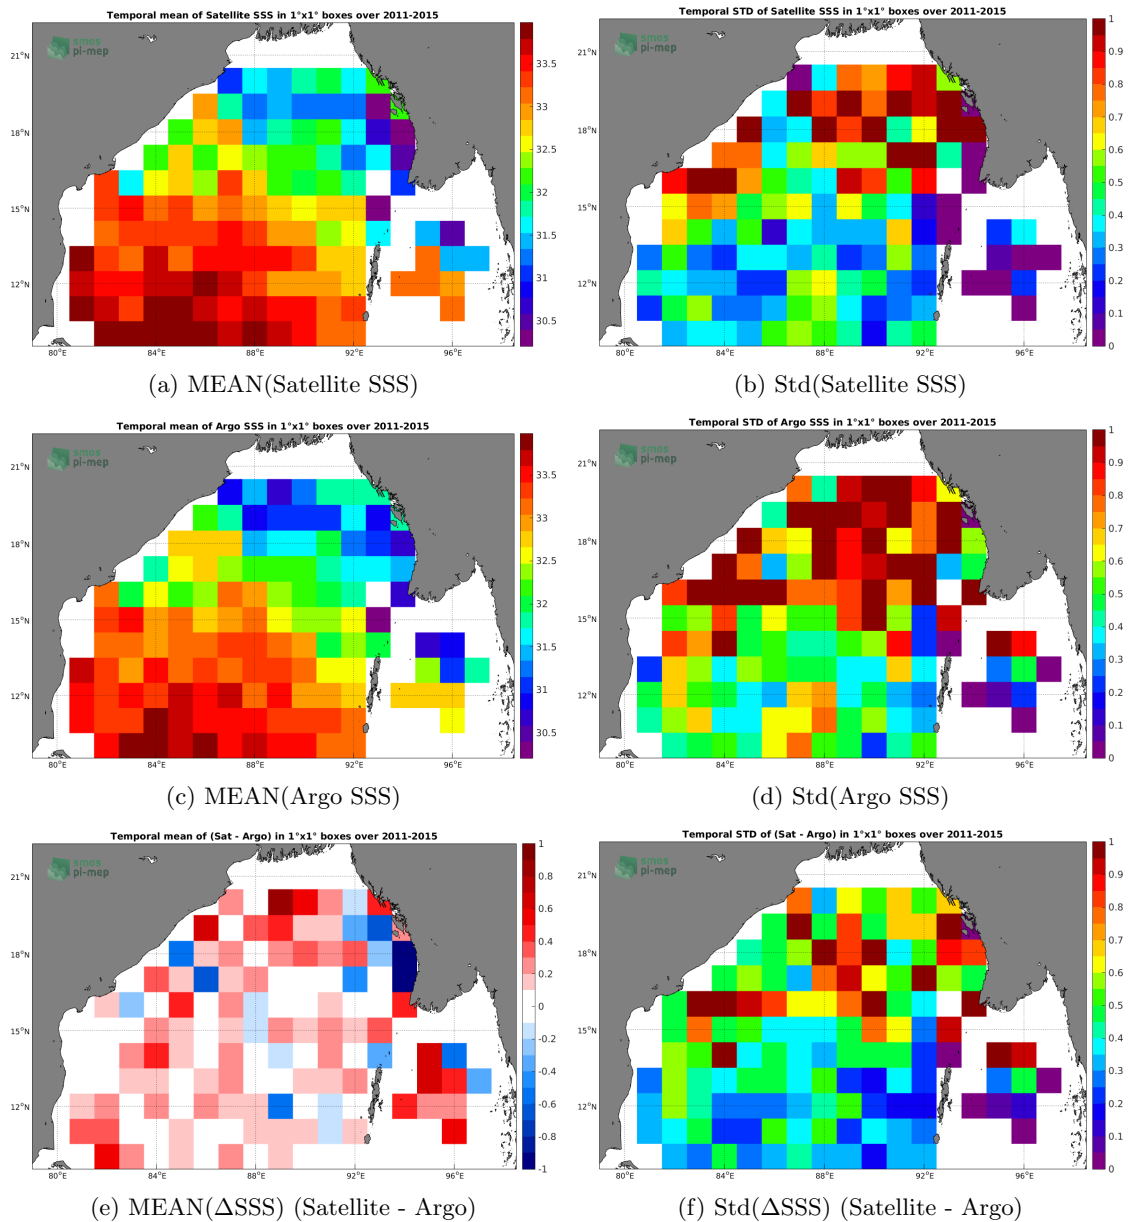 Temporal mean of Satellite SSS in 1°x1° boxes over 2011-2015
smos
pi-mep
21°N
18°N
15°N
12°N
80°E 84°E 88°E 92°E 96°E
33.5
33
32.5
32
31.5
31
30.5
(a) MEAN(Satellite SSS)
Temporal STD of Satellite SSS in 1°x1° boxes over 2011-2015
smos
pi-mep
21°N
18°N
15°N
12°N
80°E 84°E 88°E 92°E 96°E
1
0.9
0.8
0.7
0.6
0.5
0.4
0.3
0.2
0.1
0
(b) Std(Satellite SSS)
Temporal mean of Argo SSS in 1°x1° boxes over 2011-2015
smos
pi-mep
21°N
18°N
15°N
12°N
80°E 84°E 88°E 92°E 96°E
33.5
33
32.5
32
31.5
31
30.5
(c) MEAN(Argo SSS)
Temporal STD of Argo SSS in 1°x1° boxes over 2011-2015
smos
pi-mep
21°N
18°N
15°N
12°N
80°E 84°E 88°E 92°E 96°E
1
0.9
0.8
0.7
0.6
0.5
0.4
0.3
0.2
0.1
0
(d) Std(Argo SSS)
Temporal mean of (Sat - Argo) in 1°x1° boxes over 2011-2015
smos
pi-mep
21°N
18°N
15°N
12°N
80°E 84°E 88°E 92°E 96°E
1
0.8
0.6
0.4
0.2
0
-0.2
-0.4
-0.6
-0.8
-1
(e) MEAN(ΔSSS) (Satellite - Argo)
Temporal STD of (Sat - Argo) in 1°x1° boxes over 2011-2015
smos
pi-mep
21°N
18°N
15°N
12°N
80°E 84°E 88°E 92°E 96°E
1
0.9
0.8
0.7
0.6
0.5
0.4
0.3
0.2
0.1
0
(f) Std(ΔSSS) (Satellite - Argo)